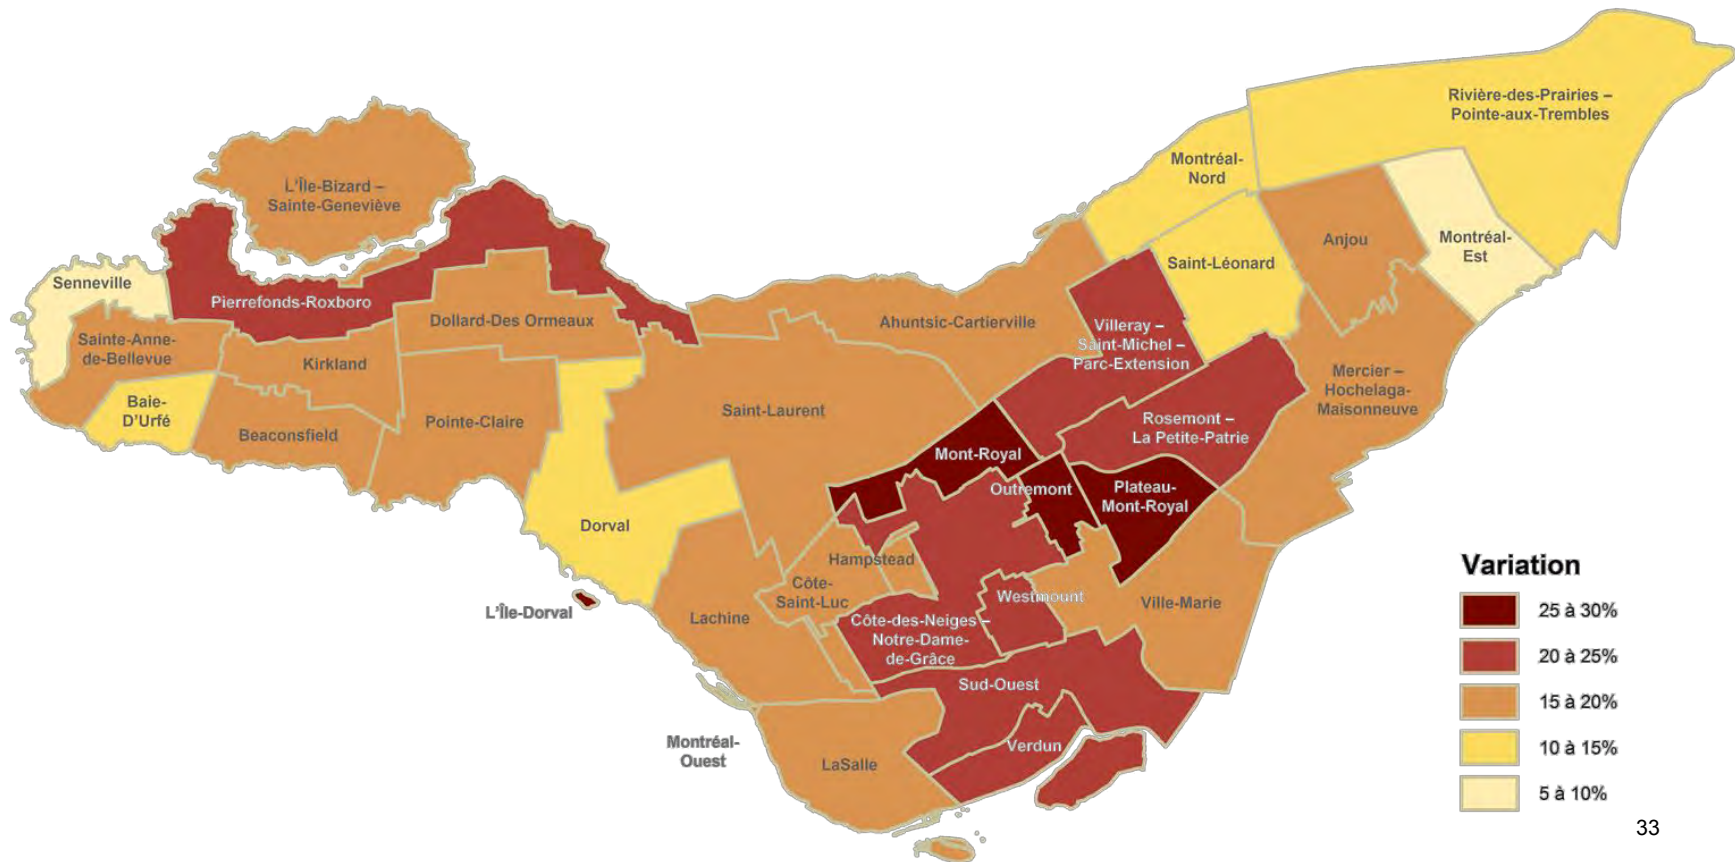 Rivière-des-Prairies –
Pointe-aux-Trembles
Montréal-
Nord
L'Île-Bizard –
Sainte-Geneviève
Anjou
Montréal-
Est
Saint-Léonard
Senneville
Pierrefonds-Roxboro
Dollard-Des Ormeaux
Ahuntsic-Cartierville
Villeray –
Saint-Michel –
Parc-Extension
Sainte-Anne-
de-Bellevue
Kirkland
Mercier –
Hochelaga-
Maisonneuve
Baie-
D'Urfé
Beaconsfield
Pointe-Claire
Saint-Laurent
Rosemont –
La Petite-Patrie
Mont-Royal
Outremont
Plateau-
Mont-Royal
Dorval
Hampstead
Côte-
Saint-Luc
Westmount
Ville-Marie
L'Île-Dorval
Lachine
Côte-des-Neiges –
Notre-Dame-
de-Grâce
Sud-Ouest
Montréal-
Ouest
Verdun
LaSalle
Variation
25 à 30%
20 à 25%
15 à 20%
10 à 15%
5 à 10%
33